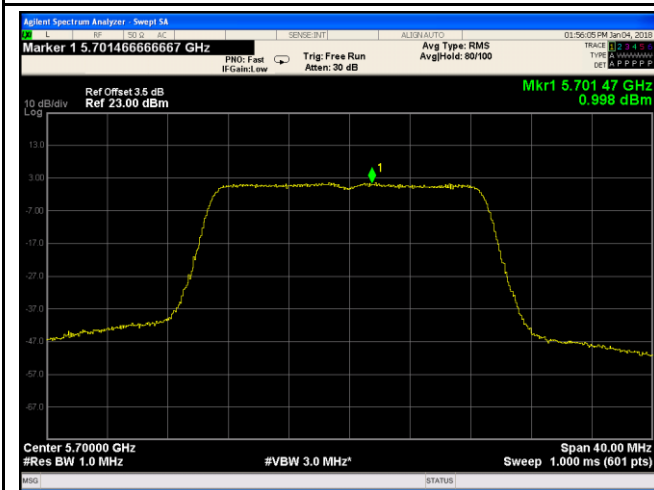 Agilent Spectrum Analyzer - Swept SA
L RF 50 Ω AC SENSE:INT ALIGNAUTO 01:56:05 PM Jan 04, 2018
Marker 1 5.701466666667 GHz
PNO: Fast
IFGain:Low
Trig: Free Run
Atten: 30 dB
Avg Type: RMS
Avg|Hold: 80/100
TRACE 1 2 3 4 5 6
TYPE A WWWWW
DET A P P P P P
Ref Offset 3.5 dB
Ref 23.00 dBm
10 dB/div
Log
Mkr1 5.701 47 GHz
0.998 dBm
13.0
3.00
-7.00
-17.0
-27.0
-37.0
-47.0
-57.0
-67.0
1
Center 5.70000 GHz
Span 40.00 MHz
#Res BW 1.0 MHz
#VBW 3.0 MHz*
Sweep 1.000 ms (601 pts)
MSG STATUS